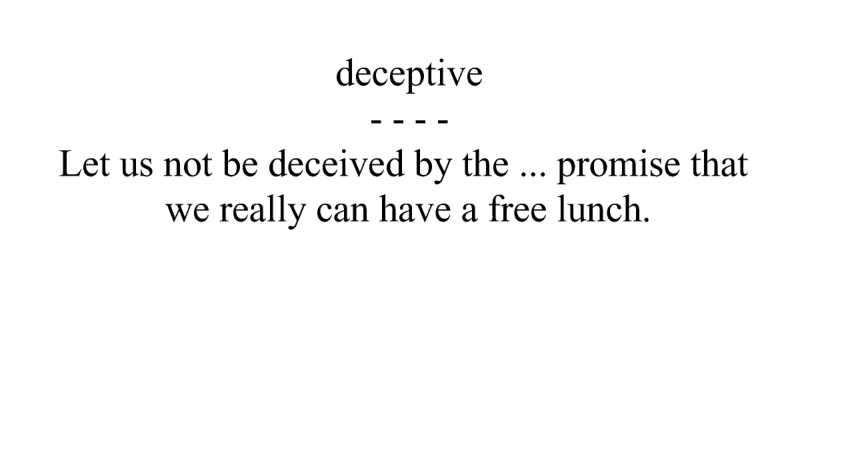 deceptive
- - - -
Let us not be deceived by the ... promise that
we really can have a free lunch.